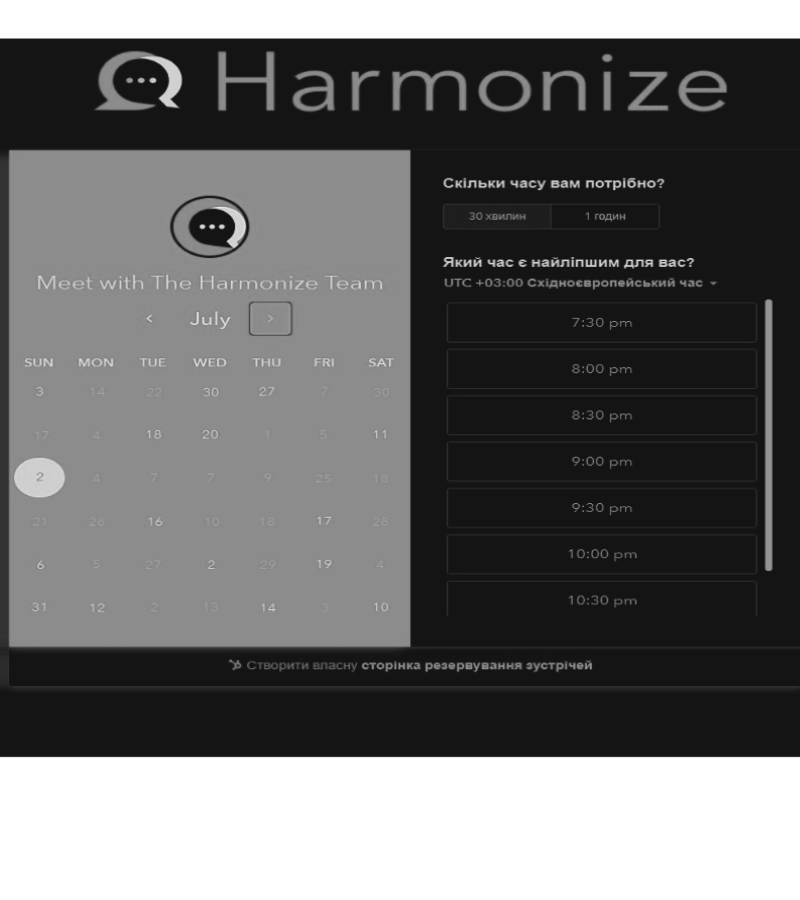 Harmonize
Meet with The Harmonize Team
< July >
SUN MON TUE WED THU FRI SAT
3 14 22 30 27 7 30
17 4 18 20 1 5 11
2 4 7 7 9 25 18
21 28 16 10 18 17 28
6 5 27 2 29 19 4
31 12 2 13 14 3 10
Скільки часу вам потрібно?
30 хвилин 1 годин
Який час є найліпшим для вас?
UTC +03:00 Східноєвропейський час
7:30 pm
8:00 pm
8:30 pm
9:00 pm
9:30 pm
10:00 pm
10:30 pm
Створити власну сторінка резервування зустрічей